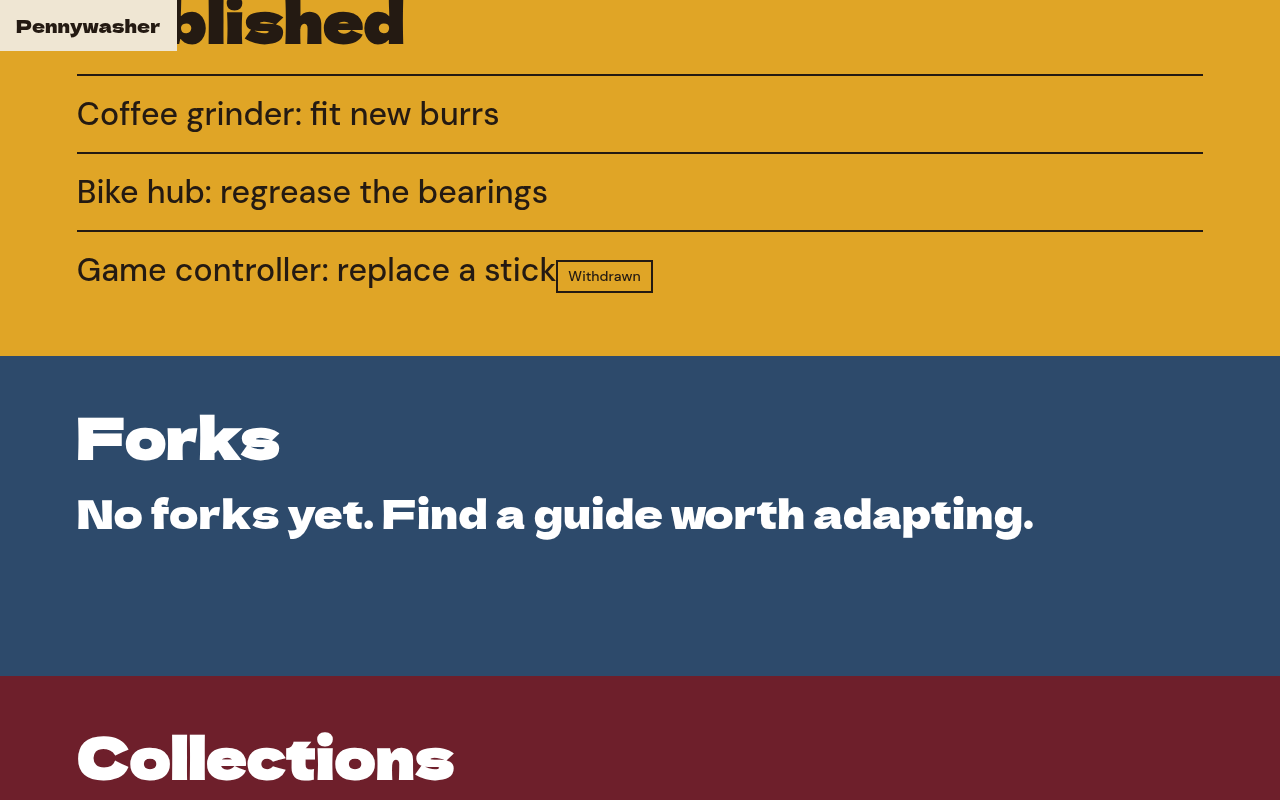 Pennywasher
blished
Coffee grinder: fit new burrs
Bike hub: regrease the bearings
Game controller: replace a stick Withdrawn
Forks
No forks yet. Find a guide worth adapting.
Collections